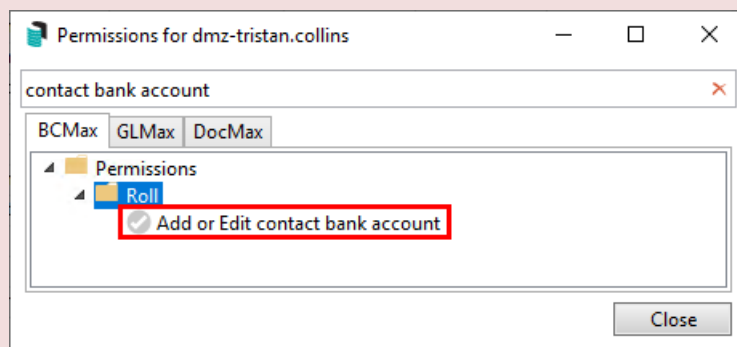 Permissions for dmz-tristan.collins
contact bank account
BCMax GLMax DocMax
Permissions
Roll
Add or Edit contact bank account
Close